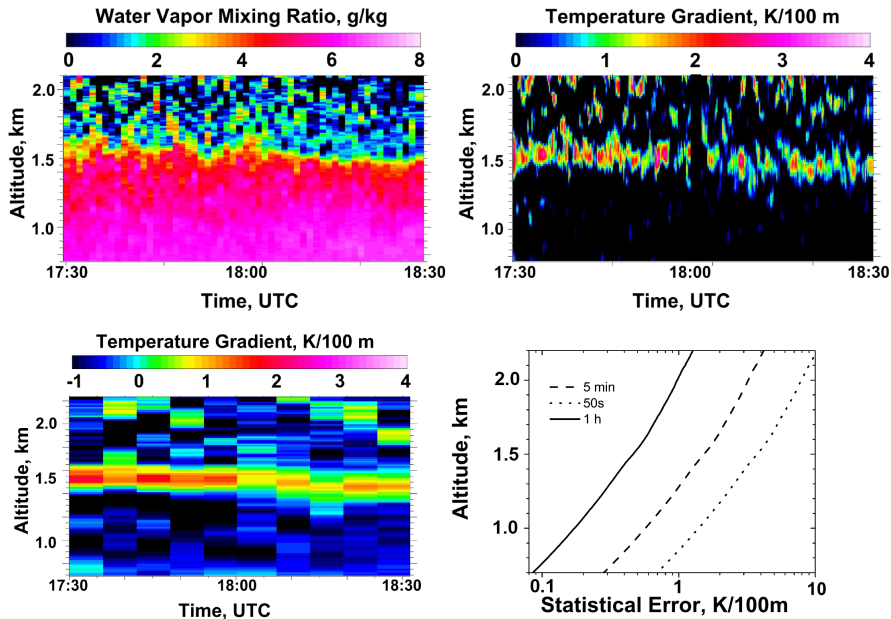 Water Vapor Mixing Ratio, g/kg
0 2 4 6 8
Altitude, km
2.0
1.5
1.0
17:30 18:00 18:30
Time, UTC
Temperature Gradient, K/100 m
0 1 2 3 4
Altitude, km
2.0
1.5
1.0
17:30 18:00 18:30
Time, UTC
Temperature Gradient, K/100 m
-1 0 1 2 3 4
Altitude, km
2.0
1.5
1.0
17:30 18:00 18:30
Time, UTC
Altitude, km
2.0
1.5
1.0
5 min
50s
1 h
0.1 1 10
Statistical Error, K/100m